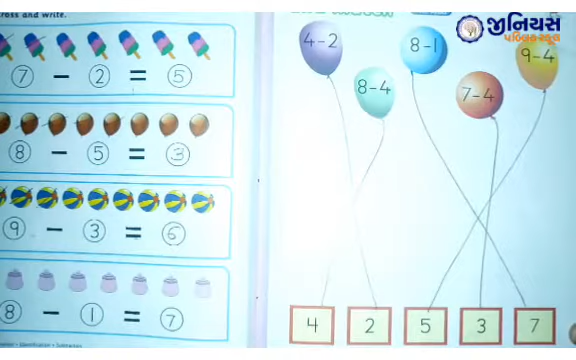 cross and write.
7 - 2 = 5
8 - 5 = 3
9 - 3 = 6
8 - 1 = 7
4-2
8-4
8-1
7-4
9-4
4 2 5 3 7
જીનિયસ
પબ્લિક સ્કૂલ